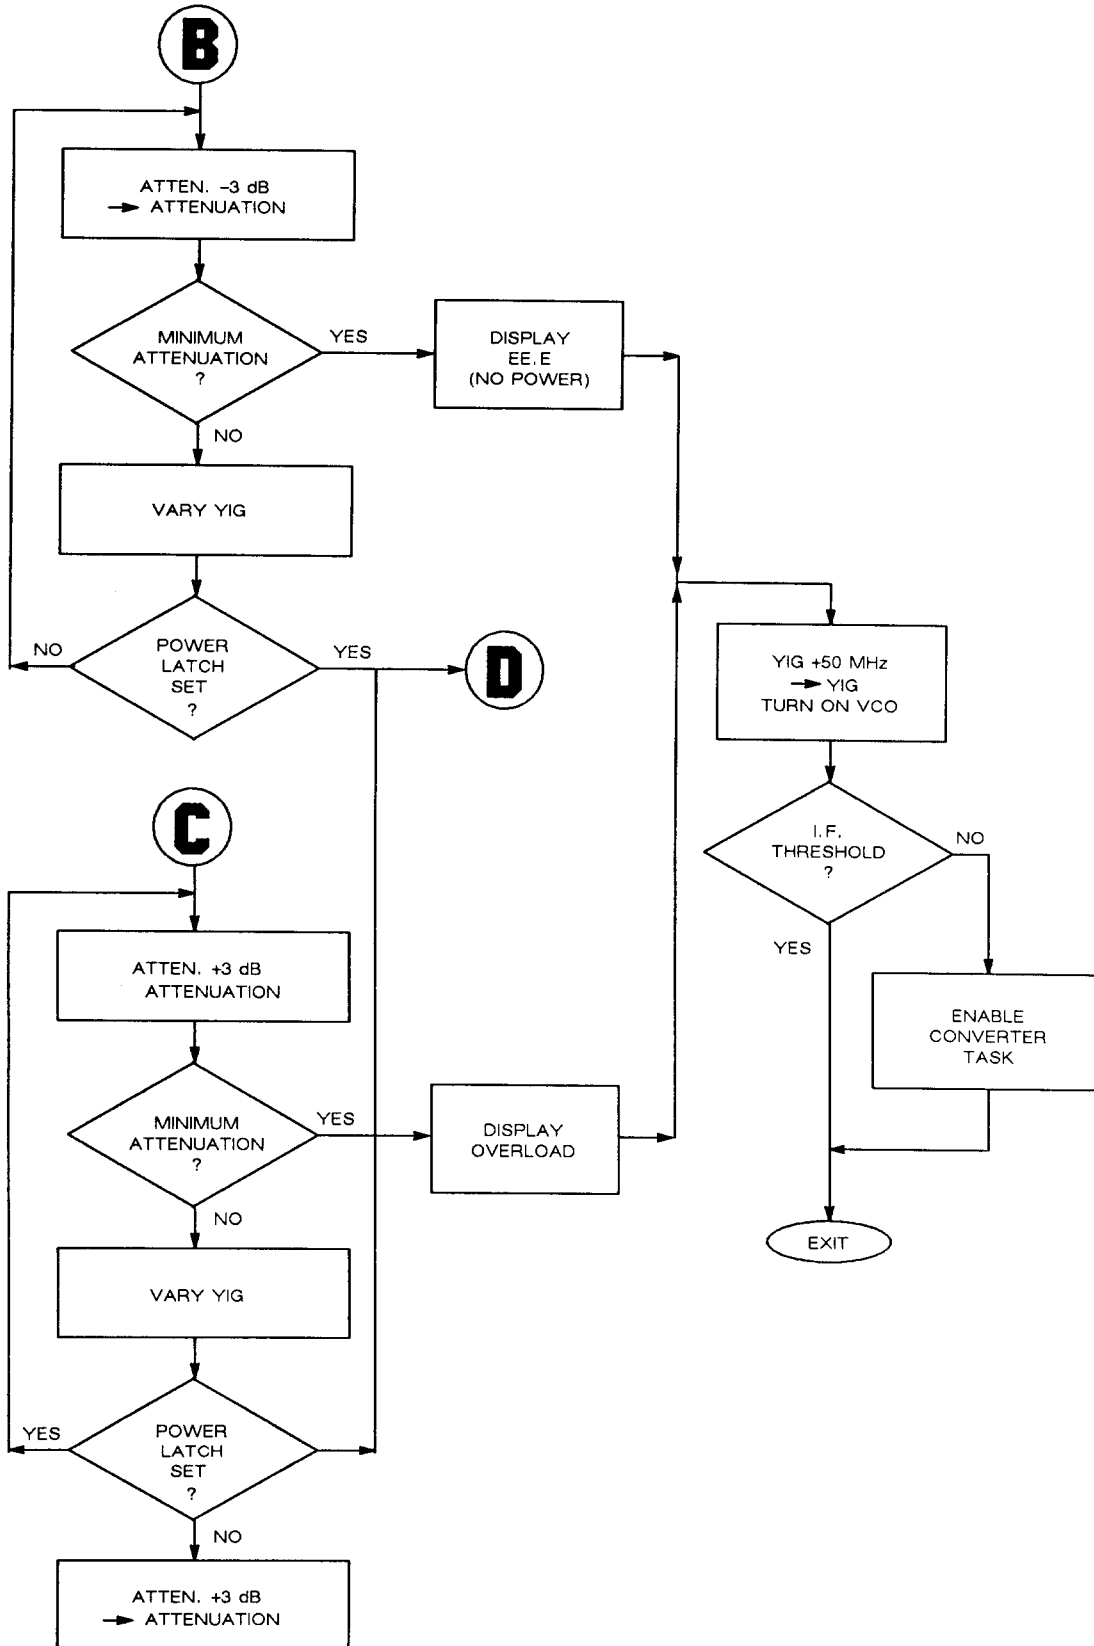 B
ATTEN. -3 dB
→ ATTENUATION
MINIMUM
ATTENUATION
?
YES
DISPLAY
EE.E
(NO POWER)
NO
VARY YIG
NO
POWER
LATCH
SET
?
YES
D
YIG +50 MHz
→ YIG
TURN ON VCO
I.F.
THRESHOLD
?
NO
YES
ENABLE
CONVERTER
TASK
EXIT
C
ATTEN. +3 dB
ATTENUATION
MINIMUM
ATTENUATION
?
YES
DISPLAY
OVERLOAD
NO
VARY YIG
YES
POWER
LATCH
SET
?
NO
ATTEN. +3 dB
→ ATTENUATION